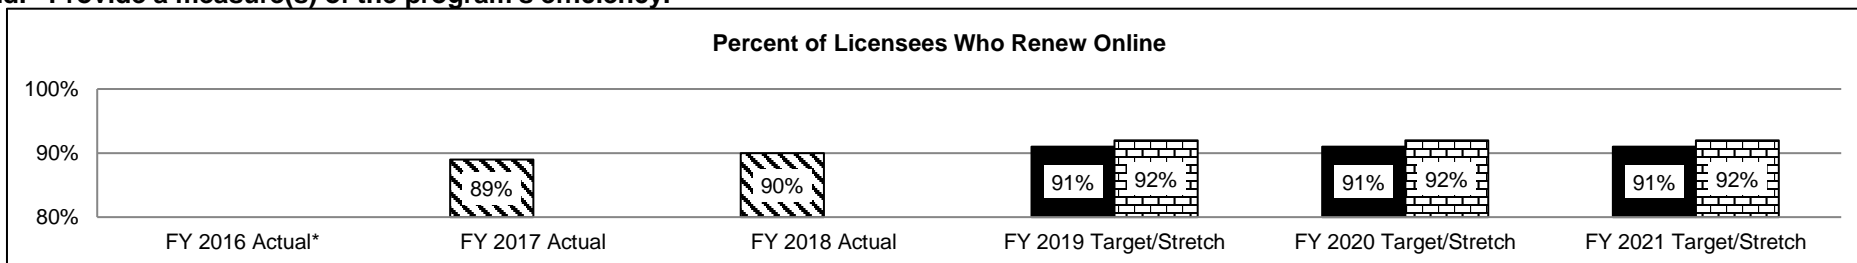 Provide a measure(s) of the program's efficiency.
Percent of Licensees Who Renew Online
100%
90%
80%
89%
90%
91%
92%
91%
92%
91%
92%
FY 2016 Actual*
FY 2017 Actual
FY 2018 Actual
FY 2019 Target/Stretch
FY 2020 Target/Stretch
FY 2021 Target/Stretch